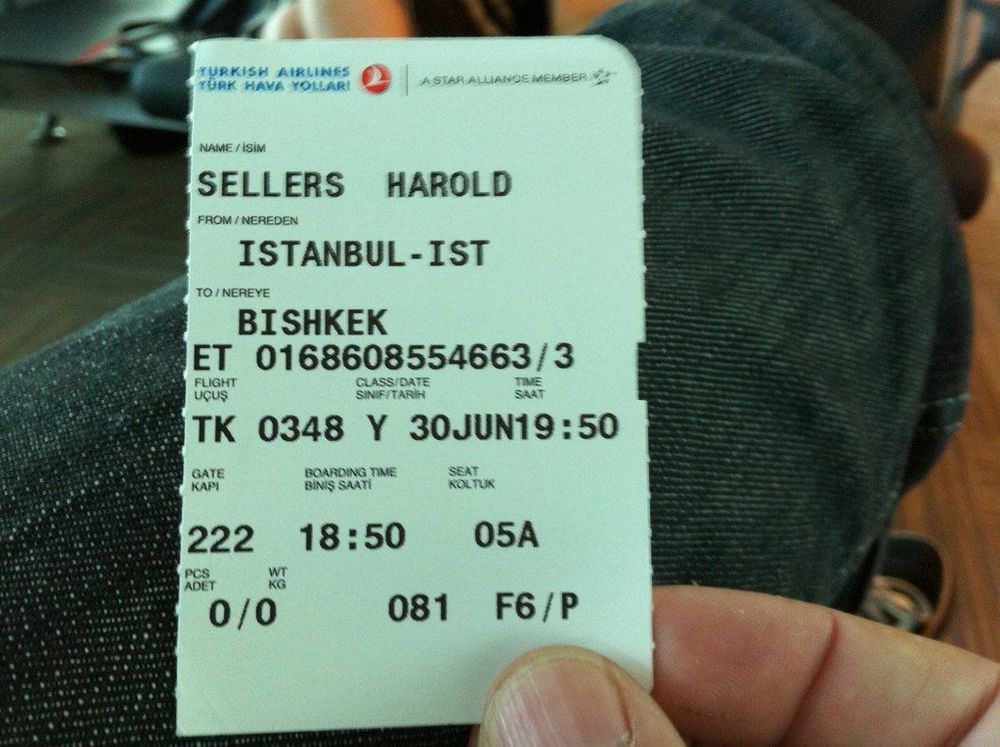 TURKISH AIRLINES
TÜRK HAVA YOLLARI
A STAR ALLIANCE MEMBER
NAME / İSİM
SELLERS HAROLD
FROM / NEREDEN
ISTANBUL-IST
TO / NEREYE
BISHKEK
ET 0168608554663/3
FLIGHT CLASS/DATE TIME
UÇUŞ SINIF/TARİH SAAT
TK 0348 Y 30JUN19:50
GATE BOARDING TIME SEAT
KAPI BİNİŞ SAATİ KOLTUK
222 18:50 05A
PCS WT
ADET KG
0/0 081 F6/P